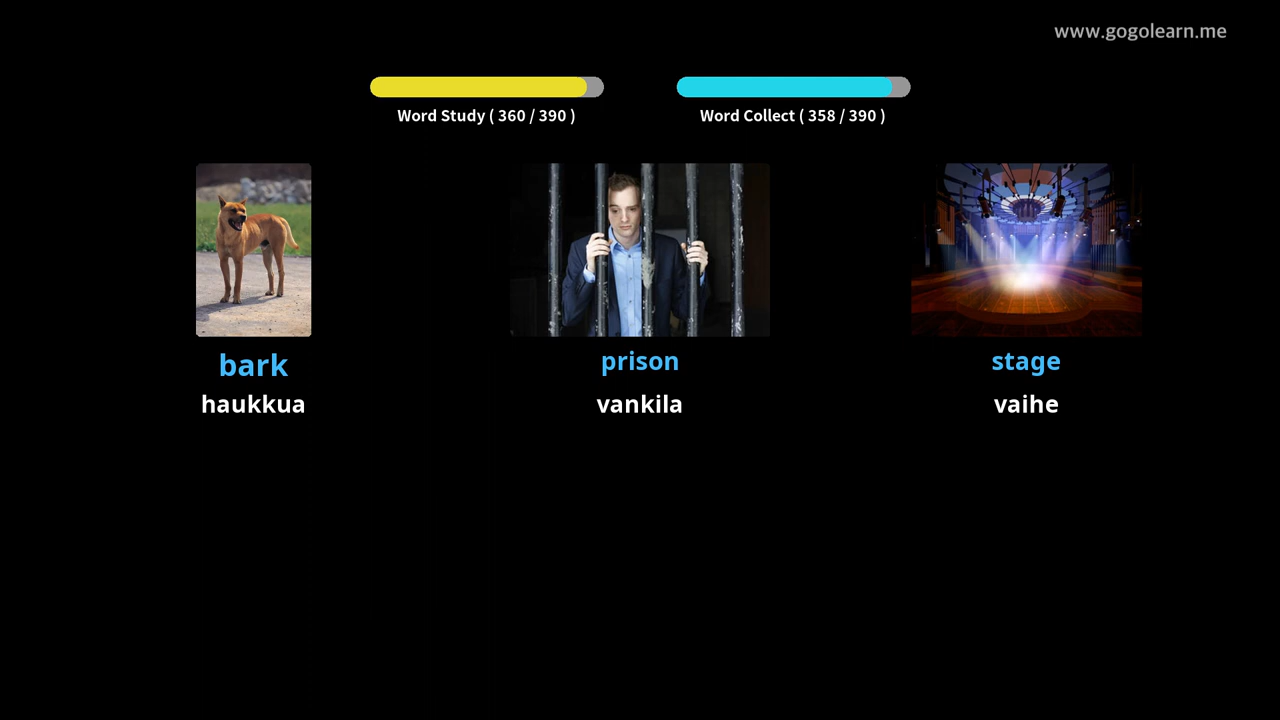 www.gogolearn.me
Word Study ( 360 / 390 )
Word Collect ( 358 / 390 )
bark
haukkua
prison
vankila
stage
vaihe